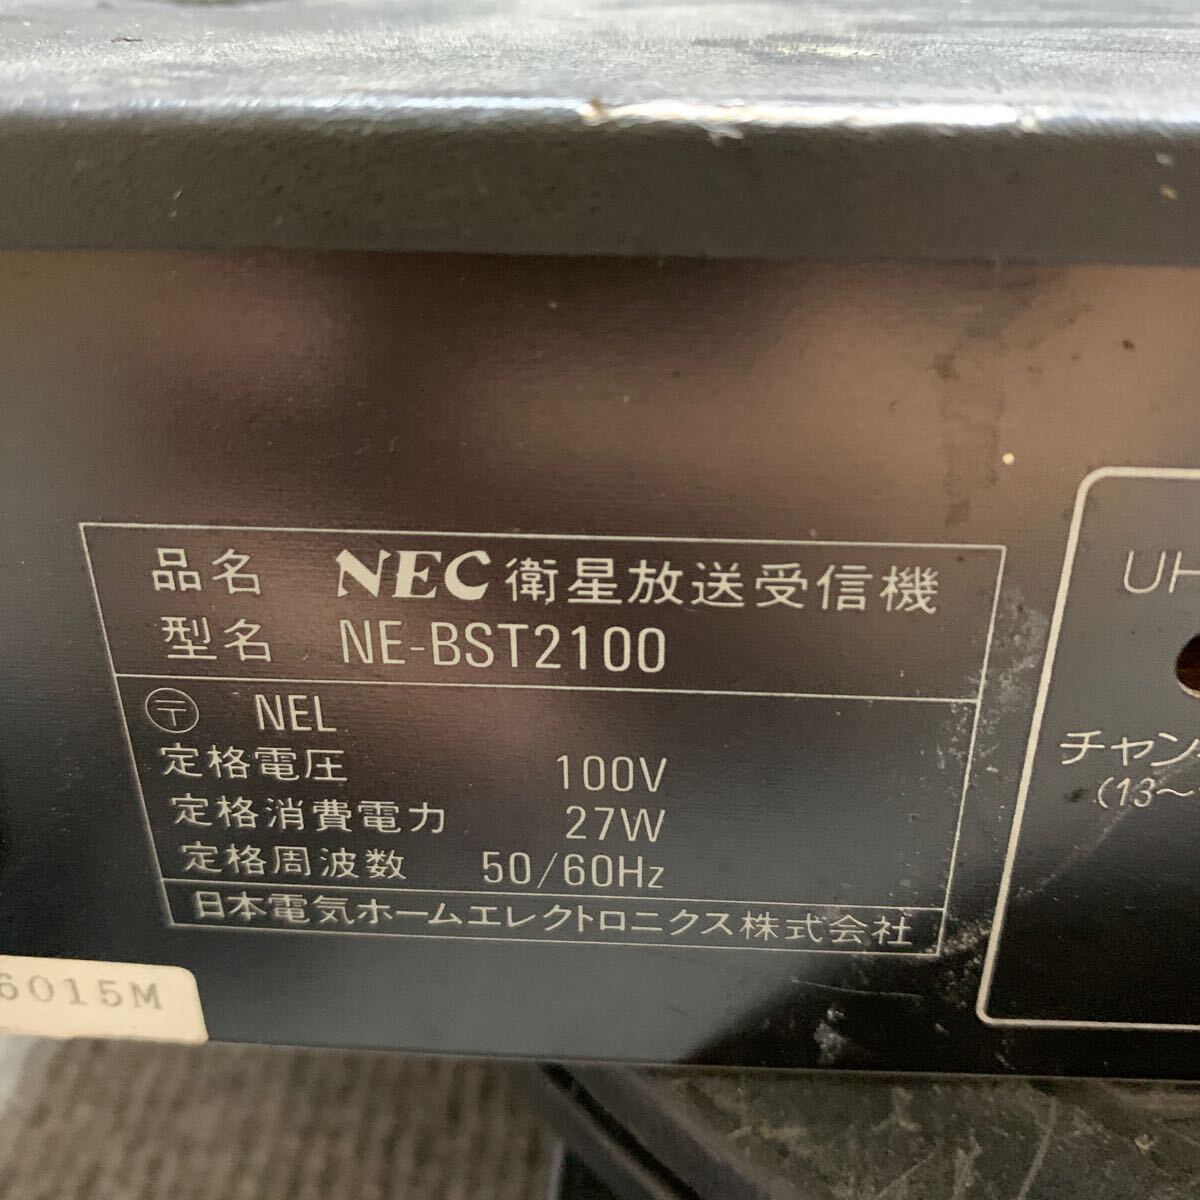 品名 NEC 衛星放送受信機
型名 NE-BST2100
〒 NEL
定格電圧 100V
定格消費電力 27W
定格周波数 50/60Hz
日本電気ホームエレクトロニクス株式会社
6015M
UH
チャン
(13～